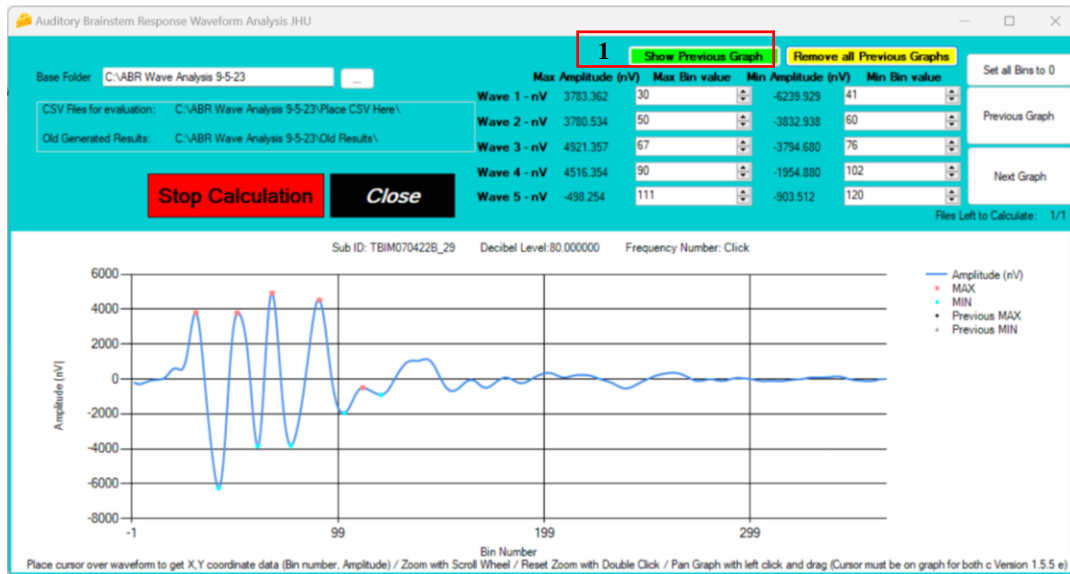 Auditory Brainstem Response Waveform Analysis JHU
1
Show Previous Graph Remove all Previous Graphs
Base Folder C:\ABR Wave Analysis 9-5-23 ...
Max Amplitude (nV) Max Bin value Min Amplitude (nV) Min Bin value
Set all Bins to 0
CSV Files for evaluation: C:\ABR Wave Analysis 9-5-23\Place CSV Here\
Old Generated Results: C:\ABR Wave Analysis 9-5-23\Old Results\
Wave 1 - nV 3783.362 30 -6239.929 41
Wave 2 - nV 3780.534 50 -3832.938 60
Wave 3 - nV 4921.357 67 -3794.680 76
Wave 4 - nV 4516.354 90 -1954.880 102
Wave 5 - nV -498.254 111 -903.512 120
Previous Graph
Next Graph
Stop Calculation Close
Files Left to Calculate: 1/1
Sub ID: TBIM070422B_29 Decibel Level:80.000000 Frequency Number: Click
Amplitude (nV)
6000
4000
2000
0
-2000
-4000
-6000
-8000
-1 99 199 299
Bin Number
Amplitude (nV)
MAX
MIN
Previous MAX
Previous MIN
Place cursor over waveform to get X,Y coordinate data (Bin number, Amplitude) / Zoom with Scroll Wheel / Reset Zoom with Double Click / Pan Graph with left click and drag (Cursor must be on graph for both c Version 1.5.5 e)